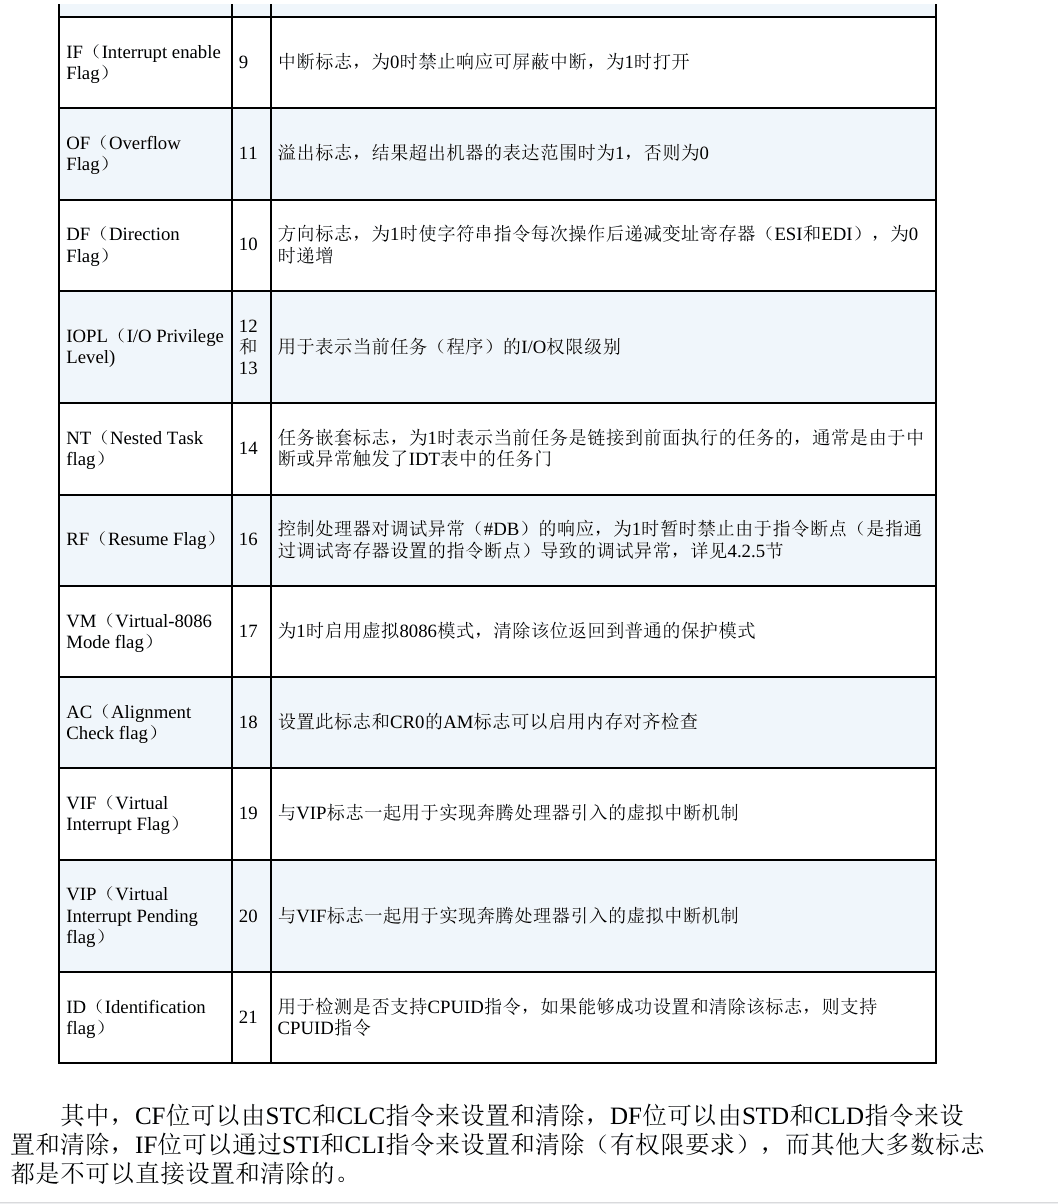 IF（Interrupt enable
Flag）
9
中断标志，为0时禁止响应可屏蔽中断，为1时打开
OF（Overflow
Flag）
11
溢出标志，结果超出机器的表达范围时为1，否则为0
DF（Direction
Flag）
10
方向标志，为1时使字符串指令每次操作后递减变址寄存器（ESI和EDI），为0
时递增
IOPL（I/O Privilege
Level)
12
和
13
用于表示当前任务（程序）的I/O权限级别
NT（Nested Task
flag）
14
任务嵌套标志，为1时表示当前任务是链接到前面执行的任务的，通常是由于中
断或异常触发了IDT表中的任务门
RF（Resume Flag）
16
控制处理器对调试异常（#DB）的响应，为1时暂时禁止由于指令断点（是指通
过调试寄存器设置的指令断点）导致的调试异常，详见4.2.5节
VM（Virtual-8086
Mode flag）
17
为1时启用虚拟8086模式，清除该位返回到普通的保护模式
AC（Alignment
Check flag）
18
设置此标志和CR0的AM标志可以启用内存对齐检查
VIF（Virtual
Interrupt Flag）
19
与VIP标志一起用于实现奔腾处理器引入的虚拟中断机制
VIP（Virtual
Interrupt Pending
flag）
20
与VIF标志一起用于实现奔腾处理器引入的虚拟中断机制
ID（Identification
flag）
21
用于检测是否支持CPUID指令，如果能够成功设置和清除该标志，则支持
CPUID指令
其中，CF位可以由STC和CLC指令来设置和清除，DF位可以由STD和CLD指令来设
置和清除，IF位可以通过STI和CLI指令来设置和清除（有权限要求），而其他大多数标志
都是不可以直接设置和清除的。